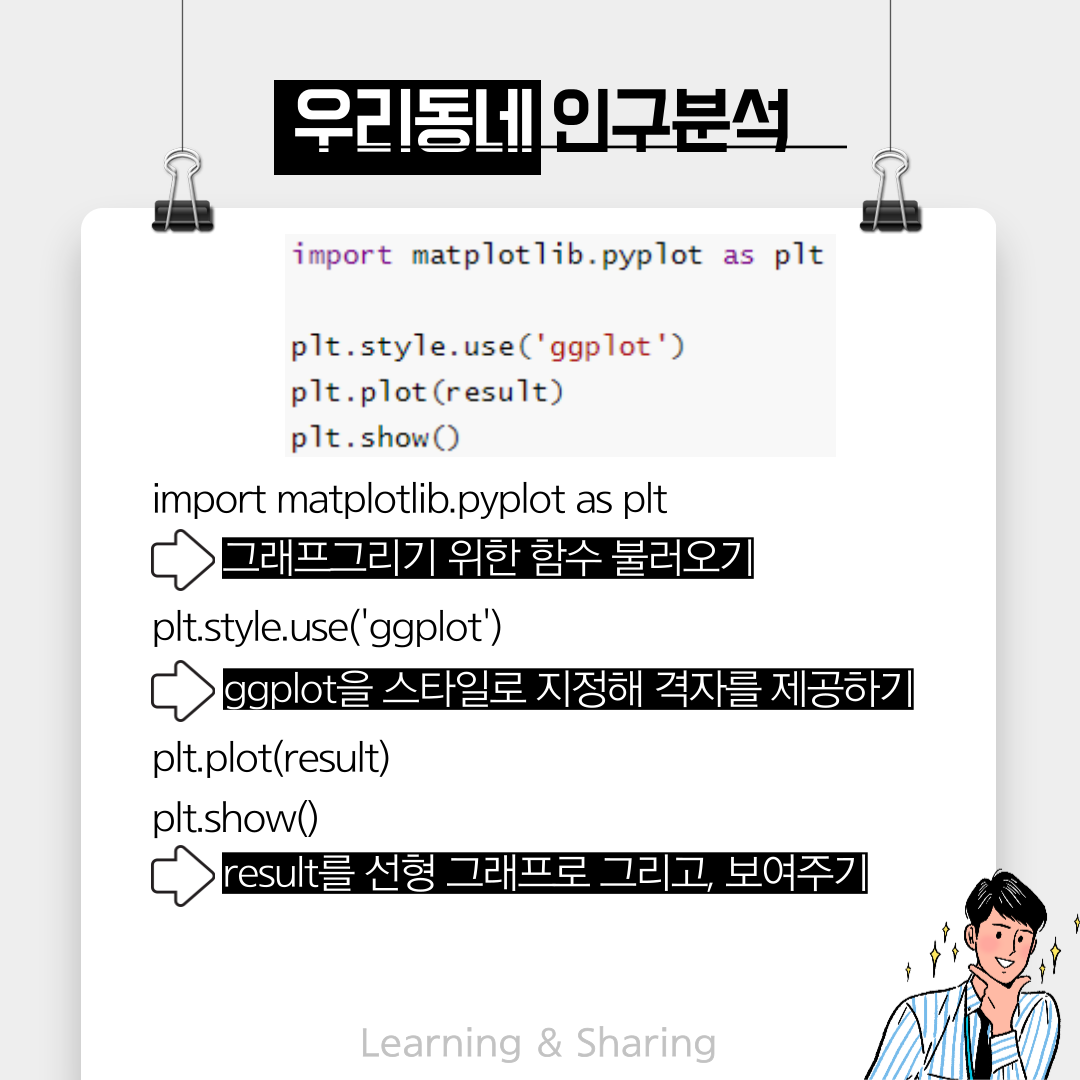 우리동네 인구분석
import matplotlib.pyplot as plt
plt.style.use('ggplot')
plt.plot(result)
plt.show()
import matplotlib.pyplot as plt
그래프그리기 위한 함수 불러오기
plt.style.use('ggplot')
ggplot을 스타일로 지정해 격자를 제공하기
plt.plot(result)
plt.show()
result를 선형 그래프로 그리고, 보여주기
Learning & Sharing